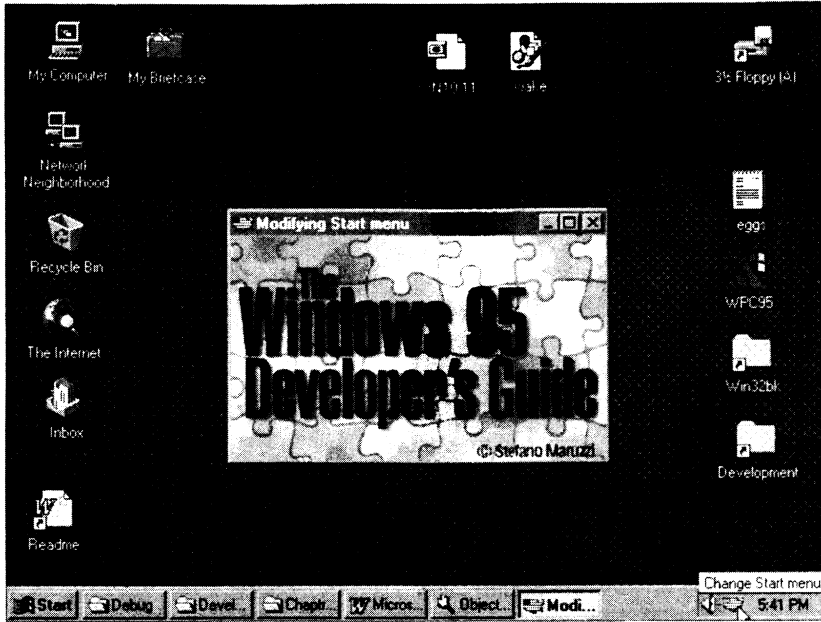 My Computer
My Briefcase
3½ Floppy (A)
Network
Neighborhood
eggs
Modifying Start menu
Recycle Bin
The
Windows 95
Developer's Guide
© Stefano Maruzzi
WPC95
The Internet
Win32bk
Inbox
Development
Readme
Change Start menu
Start
Debug
Devel...
Chaptr...
Micros...
Object...
Modi...
5:41 PM